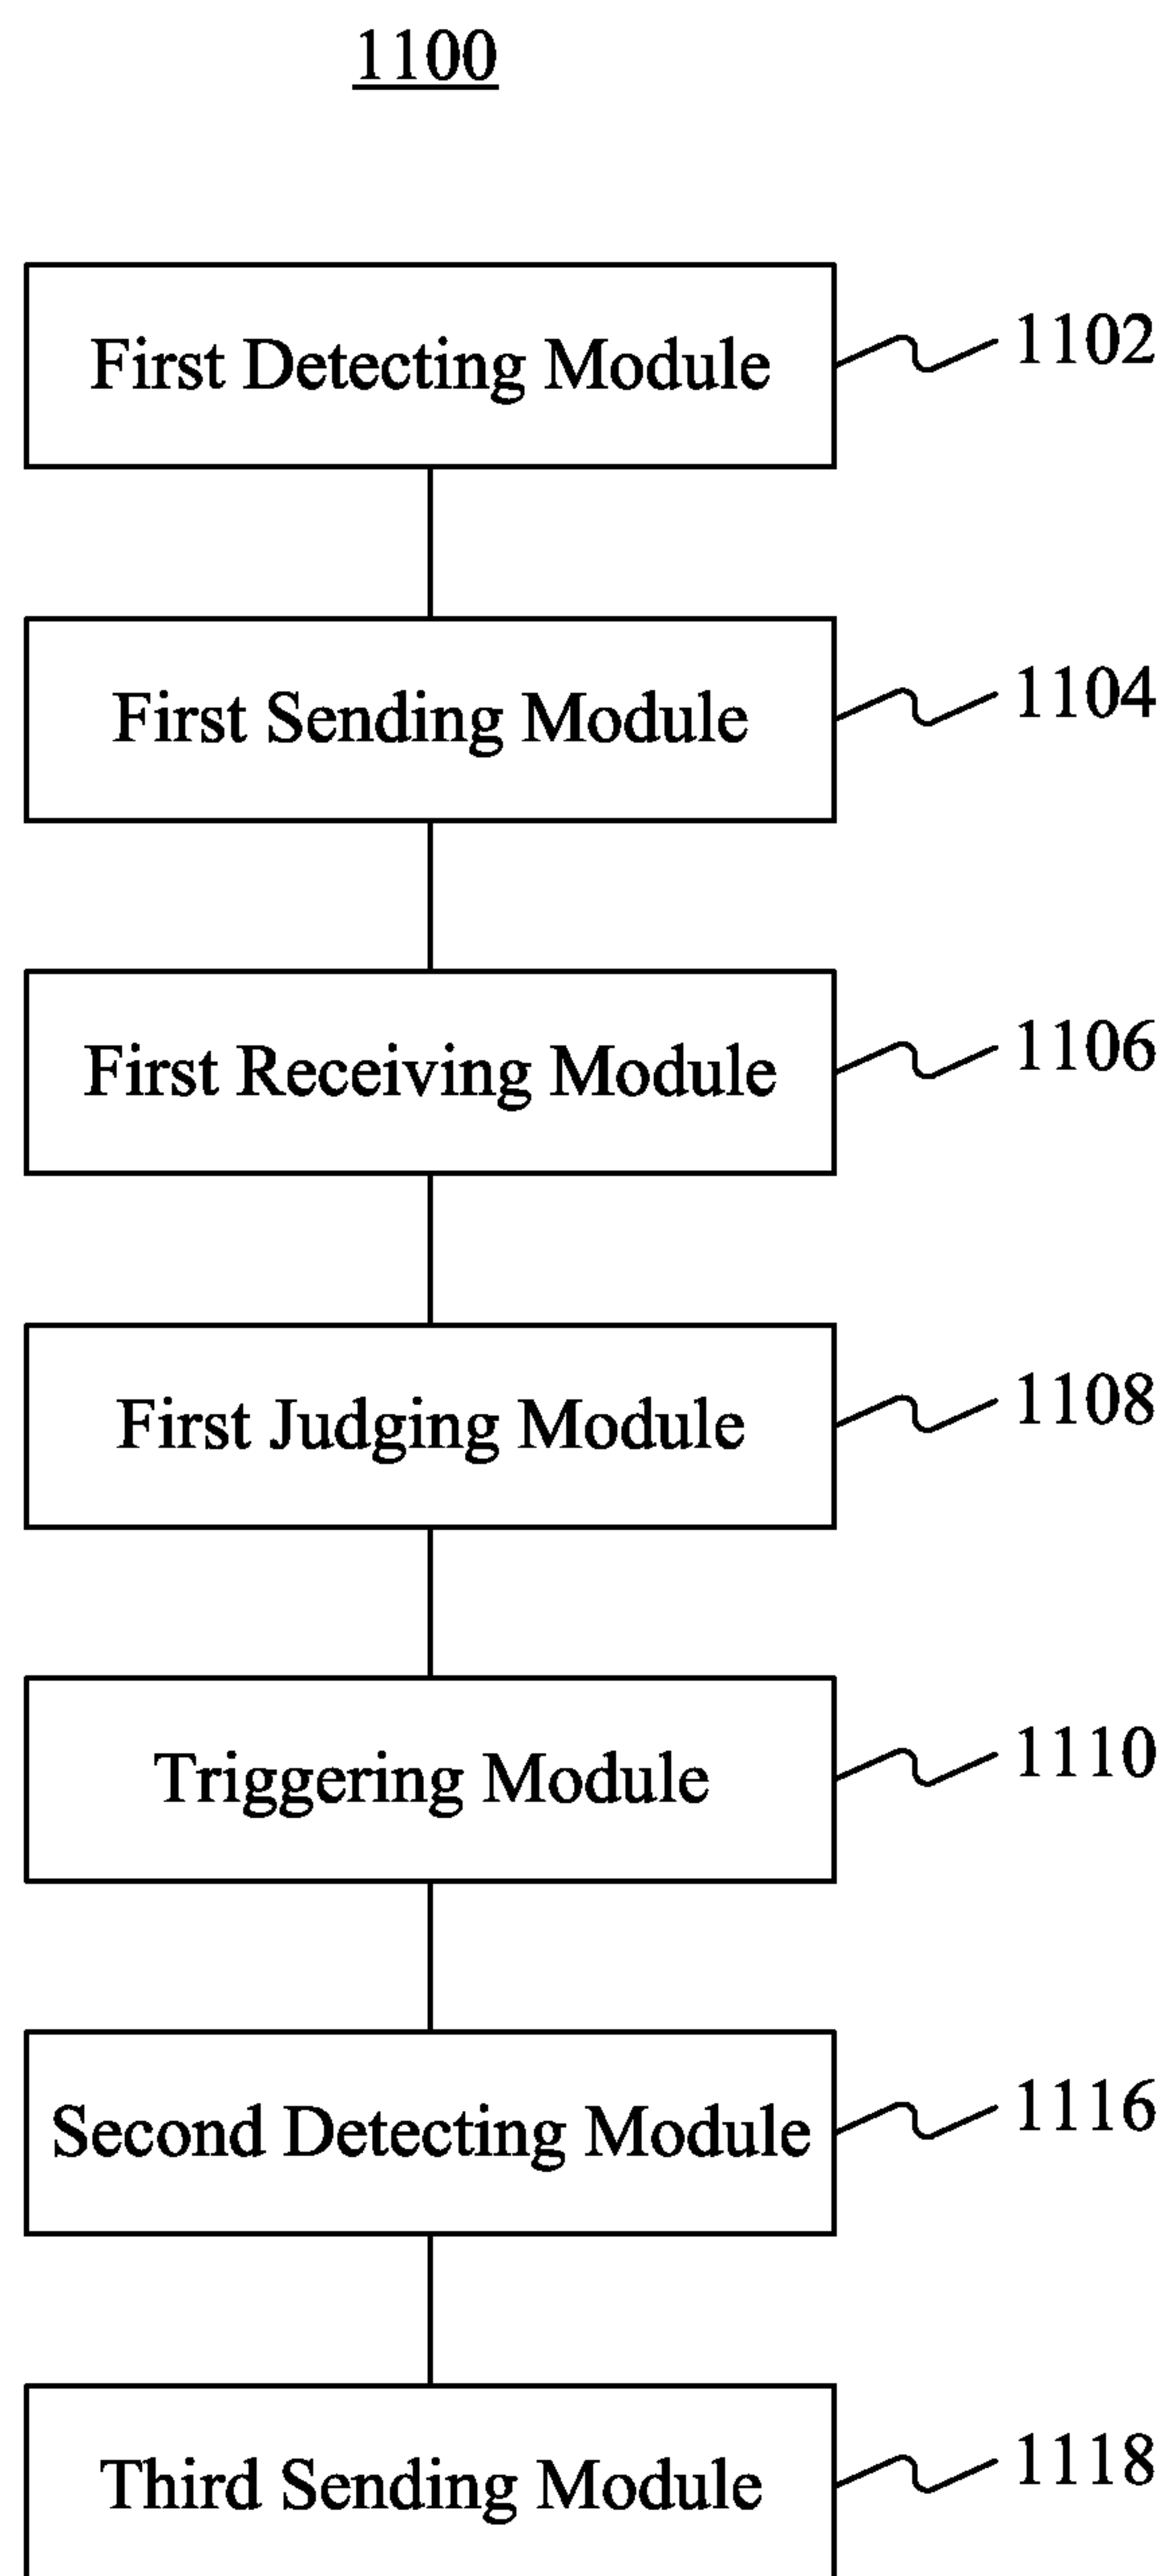 1100
First Detecting Module
1102
First Sending Module
1104
First Receiving Module
1106
First Judging Module
1108
Triggering Module
1110
Second Detecting Module
1116
Third Sending Module
1118